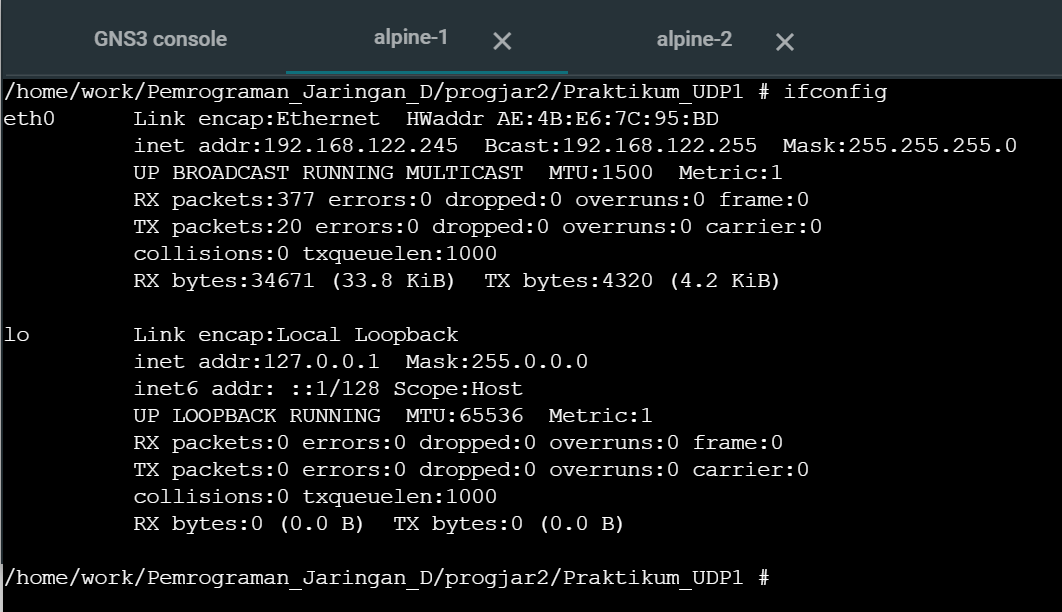 GNS3 console alpine-1 × alpine-2 ×
/home/work/Pemrograman_Jaringan_D/progjar2/Praktikum_UDP1 # ifconfig
eth0      Link encap:Ethernet  HWaddr AE:4B:E6:7C:95:BD
          inet addr:192.168.122.245  Bcast:192.168.122.255  Mask:255.255.255.0
          UP BROADCAST RUNNING MULTICAST  MTU:1500  Metric:1
          RX packets:377 errors:0 dropped:0 overruns:0 frame:0
          TX packets:20 errors:0 dropped:0 overruns:0 carrier:0
          collisions:0 txqueuelen:1000
          RX bytes:34671 (33.8 KiB)  TX bytes:4320 (4.2 KiB)

lo        Link encap:Local Loopback
          inet addr:127.0.0.1  Mask:255.0.0.0
          inet6 addr: ::1/128 Scope:Host
          UP LOOPBACK RUNNING  MTU:65536  Metric:1
          RX packets:0 errors:0 dropped:0 overruns:0 frame:0
          TX packets:0 errors:0 dropped:0 overruns:0 carrier:0
          collisions:0 txqueuelen:1000
          RX bytes:0 (0.0 B)  TX bytes:0 (0.0 B)

/home/work/Pemrograman_Jaringan_D/progjar2/Praktikum_UDP1 #